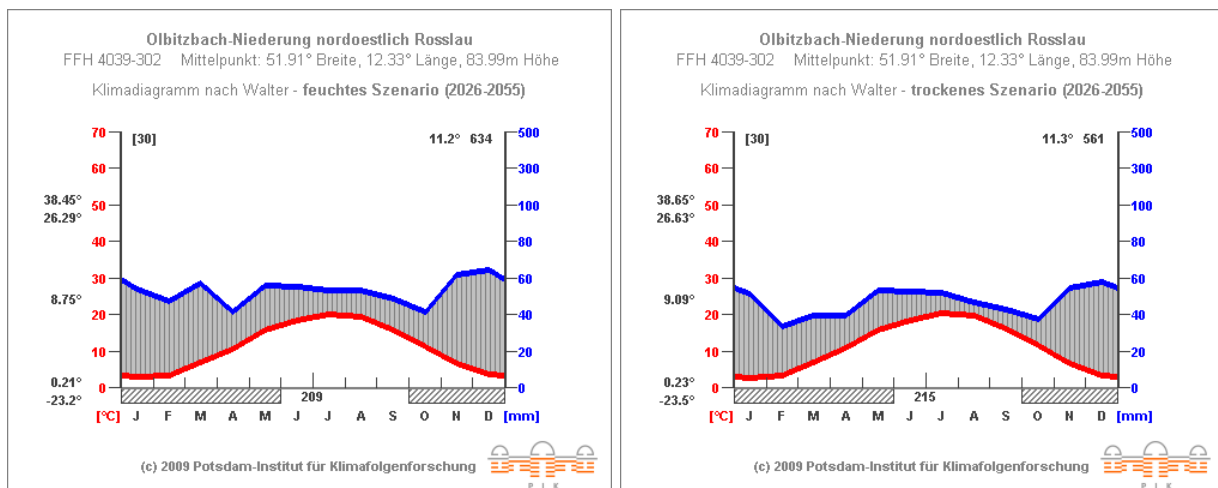 Olbitzbach-Niederung nordoestlich Rosslau
FFH 4039-302 Mittelpunkt: 51.91° Breite, 12.33° Länge, 83.99m Höhe
Klimadiagramm nach Walter - feuchtes Szenario (2026-2055)
70 [30] 11.2° 634 500
60 300
38.45°
50 100
26.29°
40 80
30 60
8.75°
20 40
10 20
0.21°
0 0
-23.2° 209
[°C] J F M A M J J A S O N D [mm]
(c) 2009 Potsdam-Institut für Klimafolgenforschung
P I K
Olbitzbach-Niederung nordoestlich Rosslau
FFH 4039-302 Mittelpunkt: 51.91° Breite, 12.33° Länge, 83.99m Höhe
Klimadiagramm nach Walter - trockenes Szenario (2026-2055)
70 [30] 11.3° 561 500
60 300
38.65°
50 100
26.63°
40 80
30 60
9.09°
20 40
10 20
0.23°
0 0
-23.5° 215
[°C] J F M A M J J A S O N D [mm]
(c) 2009 Potsdam-Institut für Klimafolgenforschung
P I K